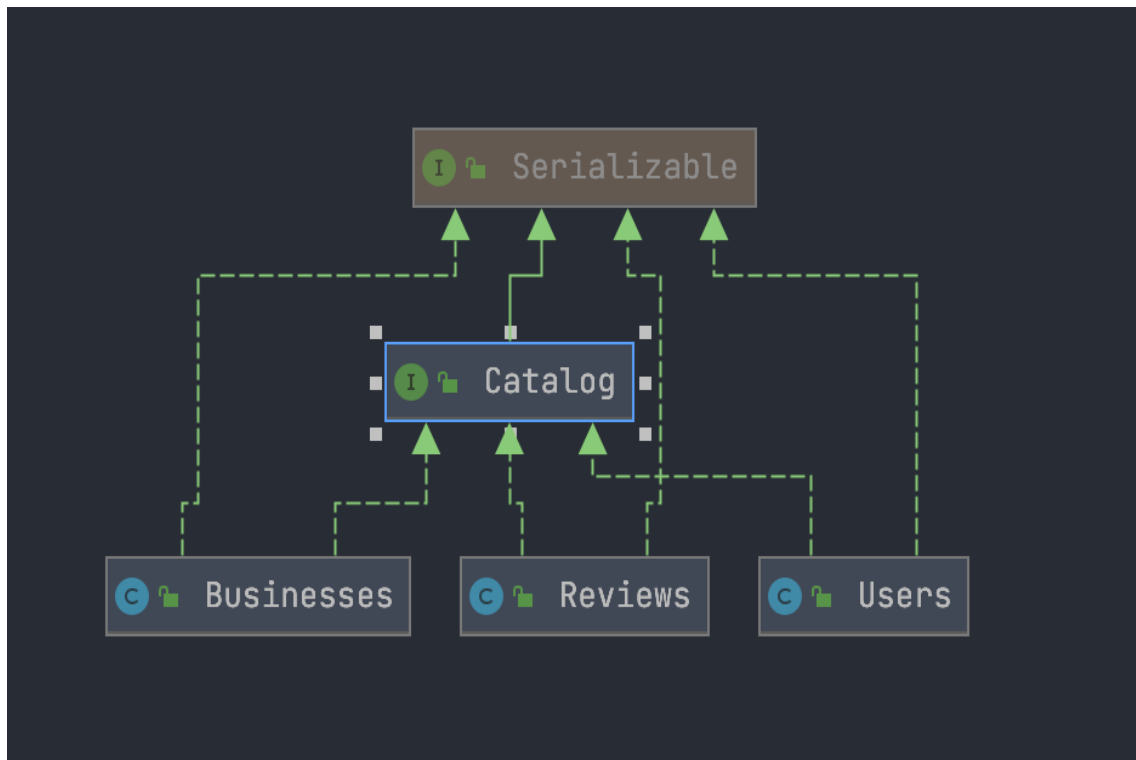 I Serializable
I Catalog
C Businesses
C Reviews
C Users